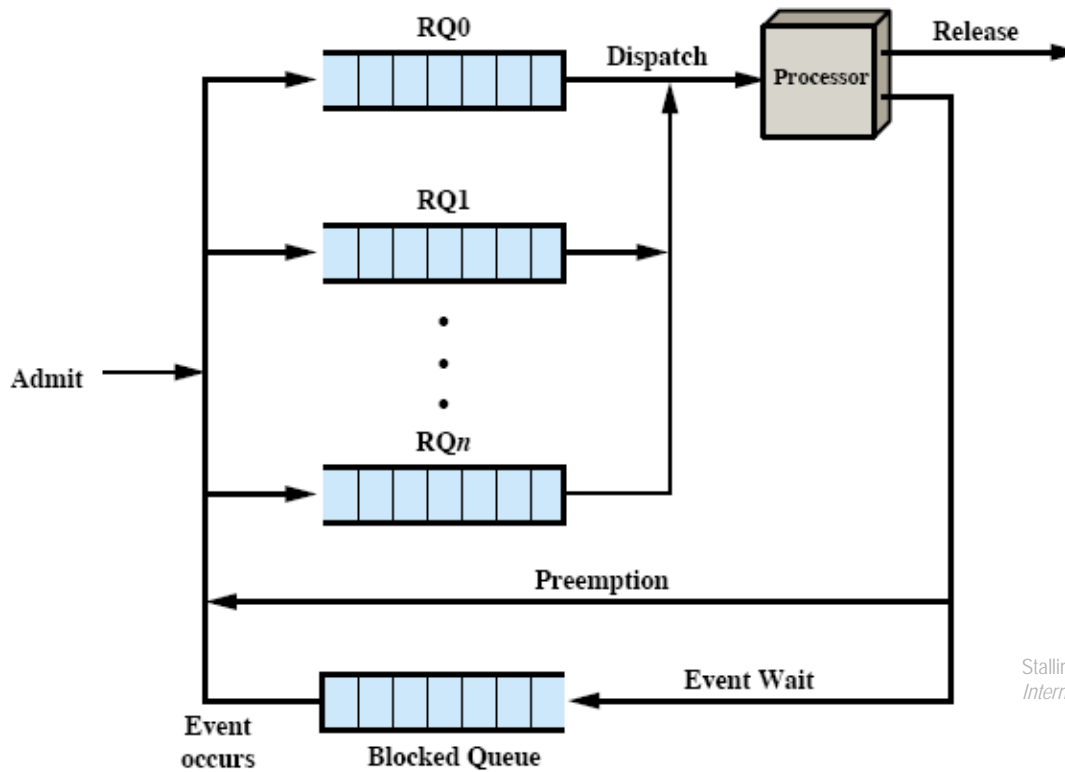 RQ0
Release
Dispatch
Processor
RQ1
Admit
RQn
Preemption
Event Wait
Event
occurs
Blocked Queue